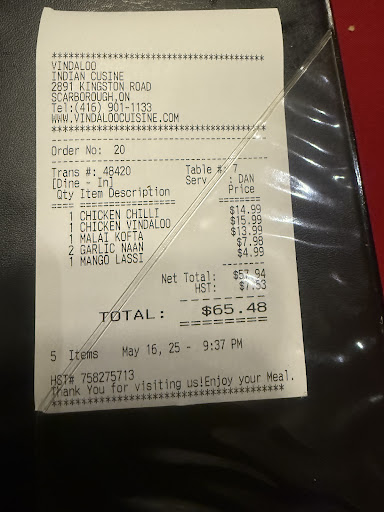 ****************************************
VINDALOO
INDIAN CUSINE
2891 KINGSTON ROAD
SCARBOROUGH,ON
Tel:(416) 901-1133
WWW.VINDALOOCUISINE.COM
****************************************
Order No: 20
Trans #: 48420 Table #: 7
[Dine - In] Serv : DAN
Qty Item Description Price
1 CHICKEN CHILLI $14.99
1 CHICKEN VINDALOO $15.99
1 MALAI KOFTA $13.99
2 GARLIC NAAN $7.98
1 MANGO LASSI $4.99
Net Total: $57.94
HST: $7.53
TOTAL: $65.48
5 Items May 16, 25 - 9:37 PM
HST# 758275713
Thank You for visiting us!Enjoy your Meal.
****************************************